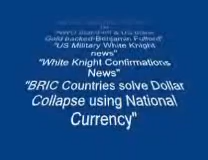 Gold backed-Benjamin Fulford"
"US Military White Knight
news"
"White Knight Confirmations
News"
"BRIC Countries solve Dollar
Collapse using National
Currency"